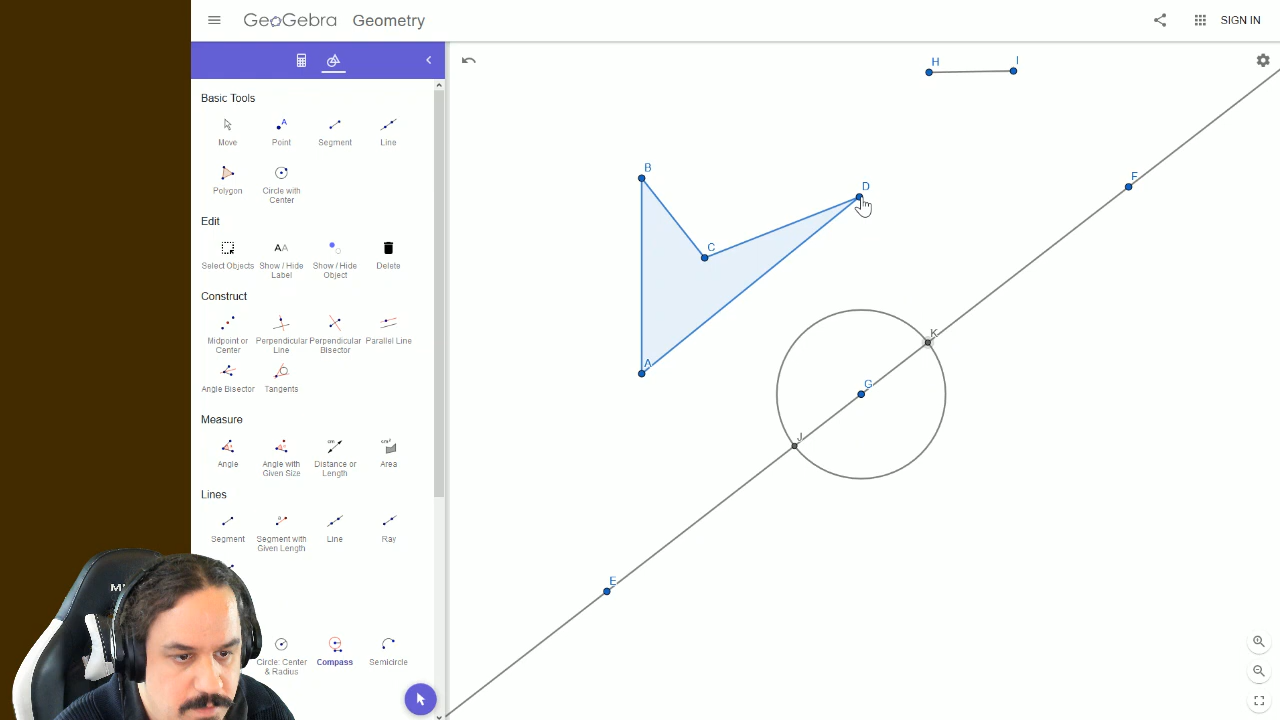 GeoGebra Geometry
SIGN IN
Basic Tools
Move
Point
A
Segment
Line
Polygon
Circle with
Center
Edit
Select Objects
AA
Show / Hide
Label
Show / Hide
Object
Delete
Construct
Midpoint or
Center
Perpendicular
Line
Perpendicular
Bisector
Parallel Line
Angle Bisector
Tangents
Measure
Angle
Angle with
Given Size
cm
Distance or
Length
cm²
Area
Lines
Segment
Segment with
Given Length
Line
Ray
Circle: Center
& Radius
Compass
Semicircle
H
I
B
D
F
C
K
A
G
J
E